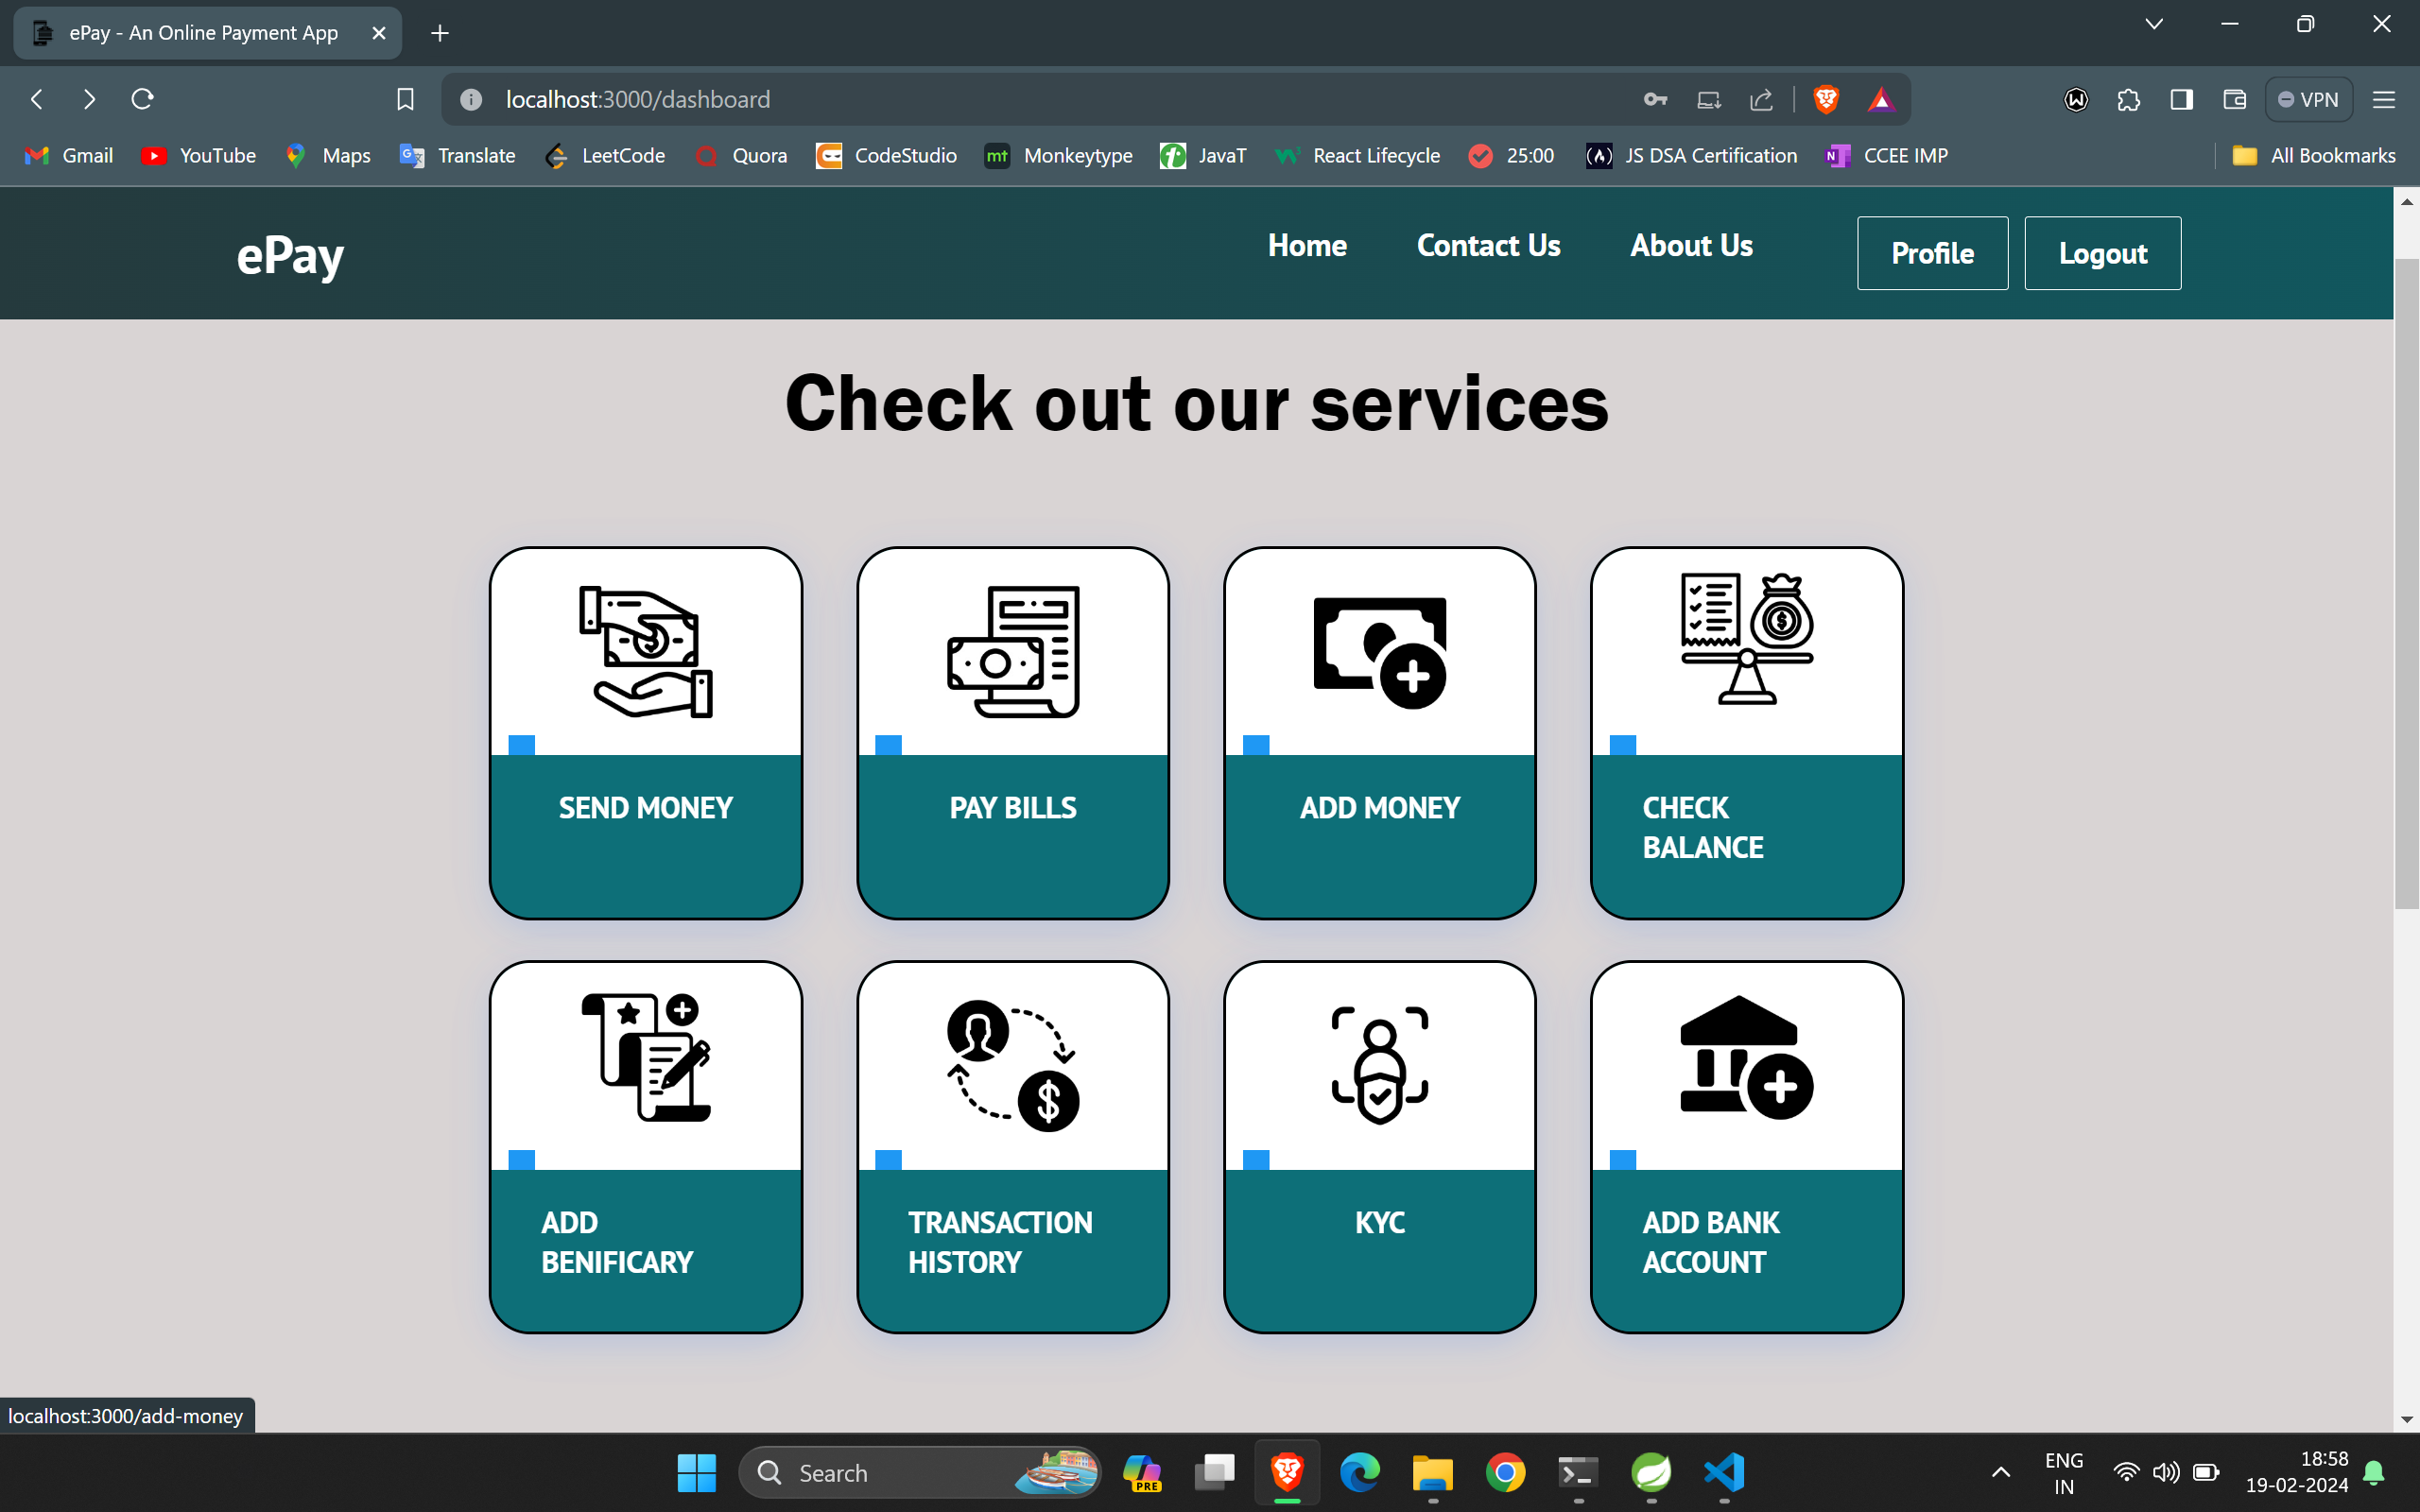 ePay - An Online Payment App
localhost:3000/dashboard
VPN
Gmail
YouTube
Maps
Translate
LeetCode
Quora
CodeStudio
mt
Monkeytype
JavaT
React Lifecycle
25:00
JS DSA Certification
CCEE IMP
All Bookmarks
ePay
Home
Contact Us
About Us
Profile
Logout
Check out our services
SEND MONEY
PAY BILLS
ADD MONEY
CHECK
BALANCE
ADD
BENIFICARY
TRANSACTION
HISTORY
KYC
ADD BANK
ACCOUNT
localhost:3000/add-money
Search
PRE
ENG
IN
18:58
19-02-2024